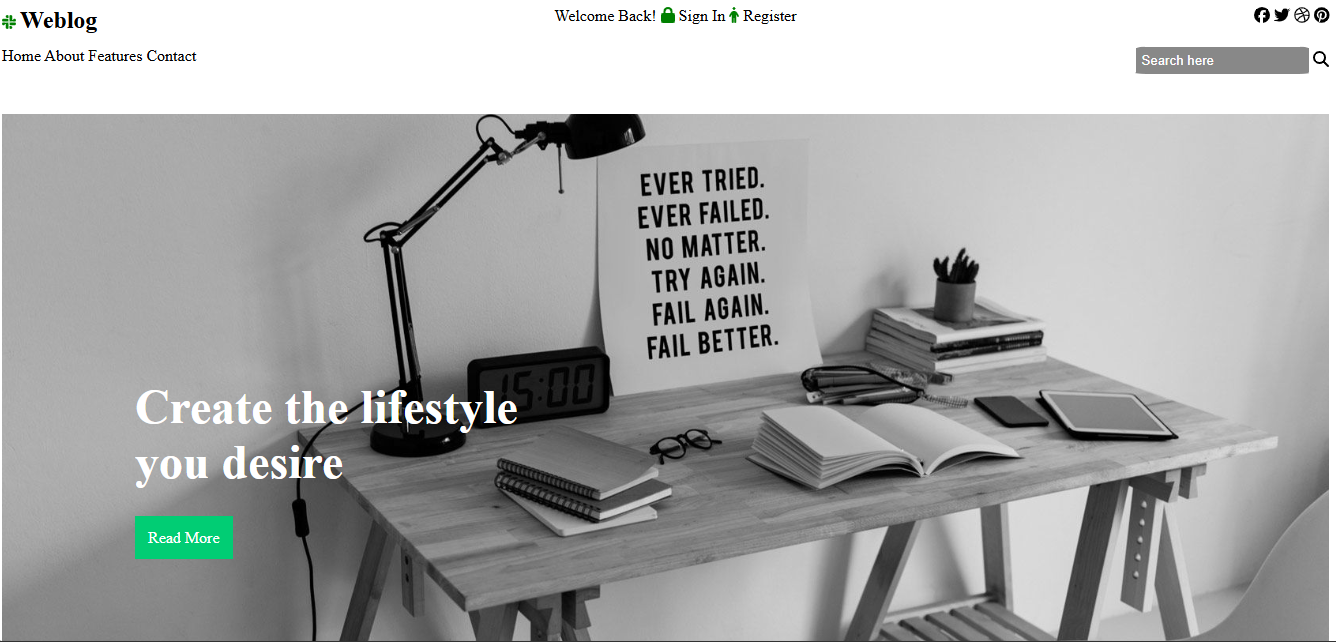 Weblog
Welcome Back! Sign In Register
Home About Features Contact
Search here
EVER TRIED.
EVER FAILED.
NO MATTER.
TRY AGAIN.
FAIL AGAIN.
FAIL BETTER.
15:00
Create the lifestyle
you desire
Read More